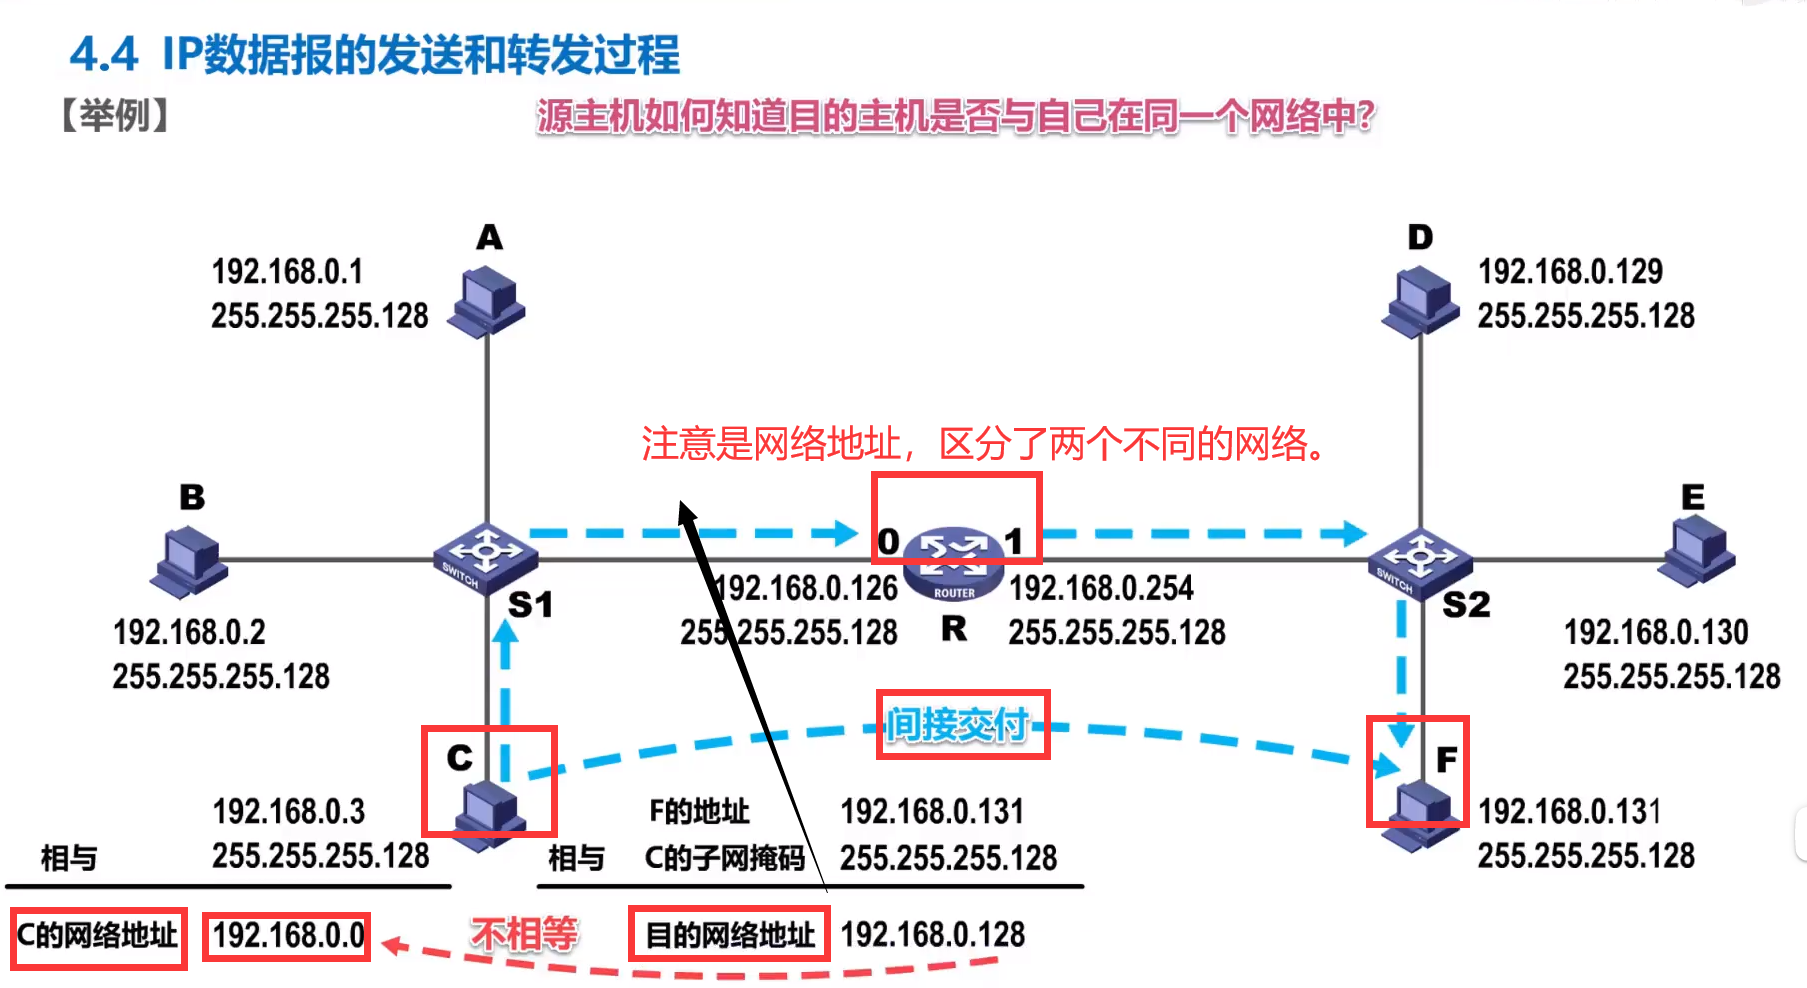 4.4 IP数据报的发送和转发过程
【举例】
源主机如何知道目的主机是否与自己在同一个网络中？
A
192.168.0.1
255.255.255.128
D
192.168.0.129
255.255.255.128
注意是网络地址，区分了两个不同的网络。
B
192.168.0.2
255.255.255.128
SWITCH
S1
0
1
ROUTER
R
192.168.0.126
255.255.255.128
192.168.0.254
255.255.255.128
SWITCH
S2
E
192.168.0.130
255.255.255.128
间接交付
C
192.168.0.3
相与 255.255.255.128
C的网络地址 192.168.0.0
不相等
F的地址 192.168.0.131
相与 C的子网掩码 255.255.255.128
目的网络地址 192.168.0.128
F
192.168.0.131
255.255.255.128